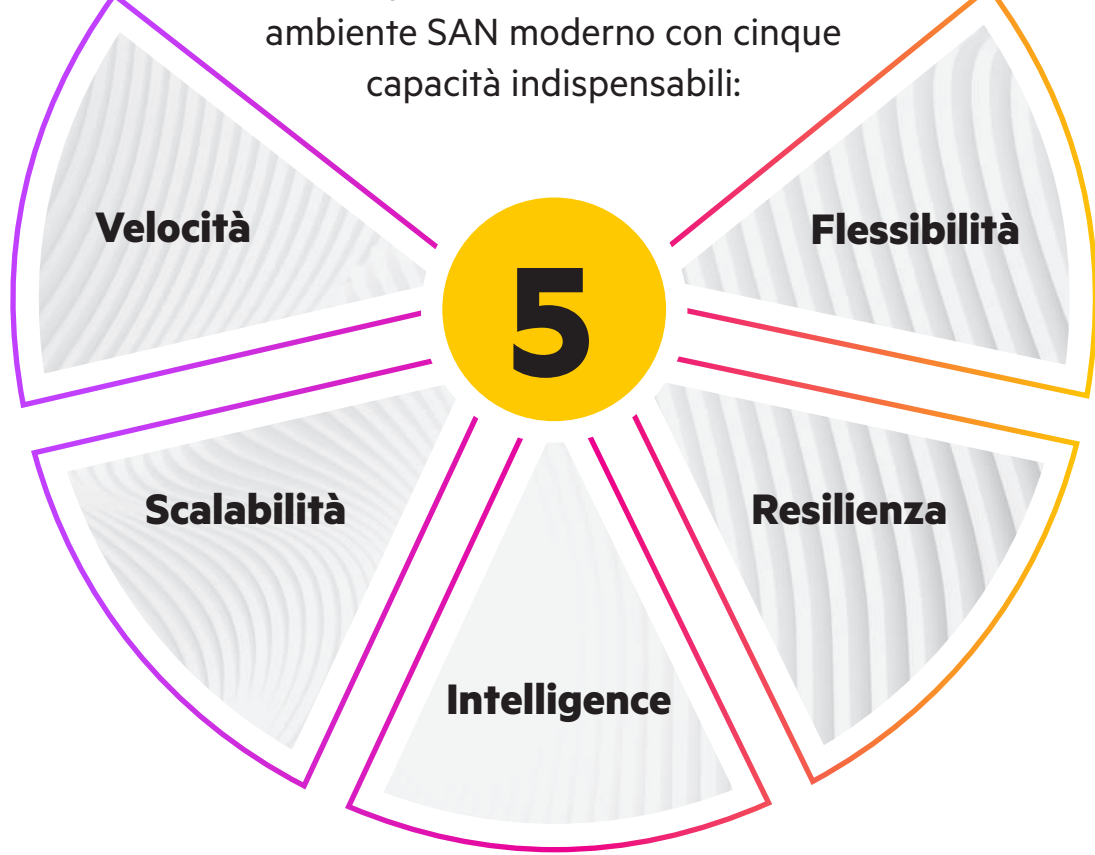 ambiente SAN moderno con cinque
capacità indispensabili:
Velocità
Flessibilità
5
Scalabilità
Resilienza
Intelligence